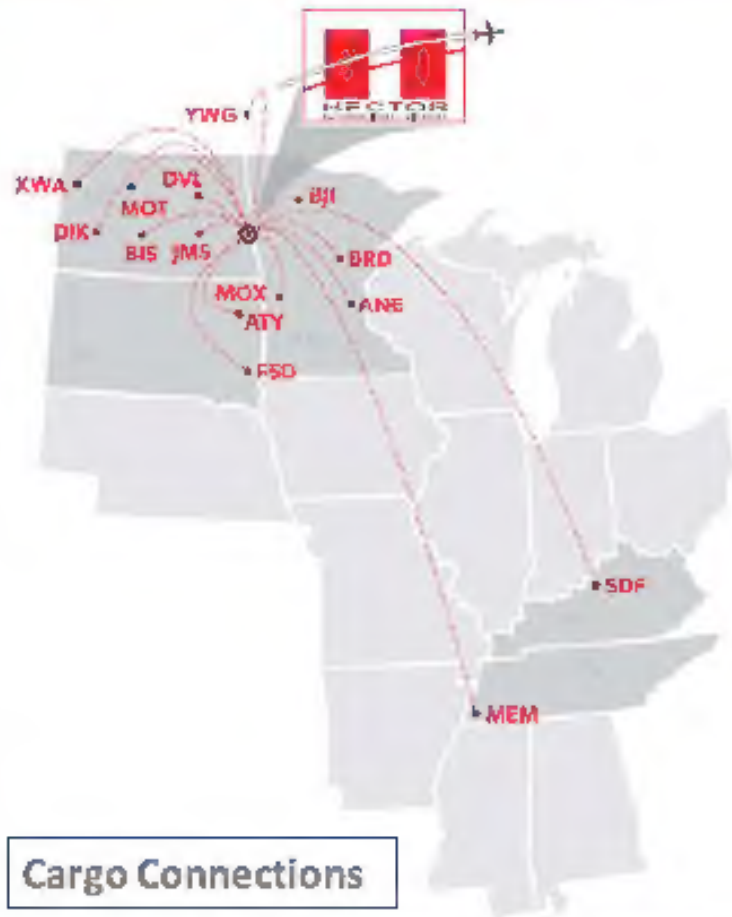 HECTOR
YWG
XWA
DVL
BJI
MOT
DIK
BIS
JMS
BRD
MOX
ANE
ATY
FSD
SDF
MEM
Cargo Connections